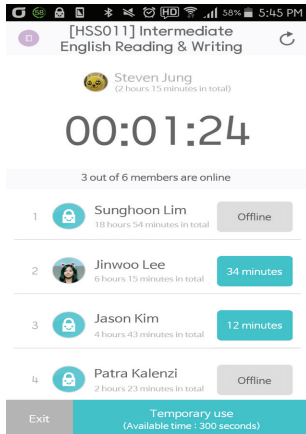 58% 5:45 PM
[HSS011] Intermediate
English Reading & Writing
Steven Jung
(2 hours 15 minutes in total)
00:01:24
3 out of 6 members are online
1 Sunghoon Lim Offline
18 hours 54 minutes in total
2 Jinwoo Lee 34 minutes
6 hours 15 minutes in total
3 Jason Kim 12 minutes
4 hours 43 minutes in total
4 Patra Kalenzi Offline
2 hours 23 minutes in total
Exit Temporary use
(Available time : 300 seconds)